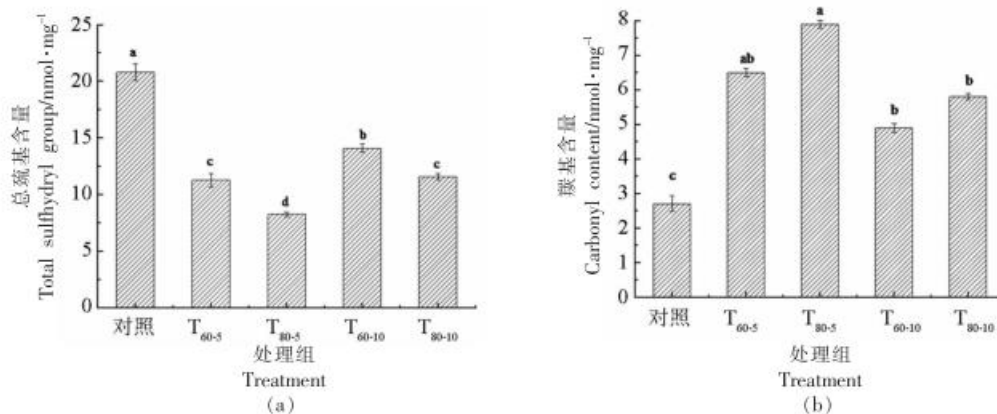 25
20
15
10
5
0
总巯基含量
Total sulfhydryl group/nmol·mg⁻¹
a
c
d
b
c
对照 T₆₀₋₅ T₈₀₋₅ T₆₀₋₁₀ T₈₀₋₁₀
处理组
Treatment
(a)
8
7
6
5
4
3
2
1
0
羰基含量
Carbonyl content/nmol·mg⁻¹
c
ab
a
b
b
对照 T₆₀₋₅ T₈₀₋₅ T₆₀₋₁₀ T₈₀₋₁₀
处理组
Treatment
(b)